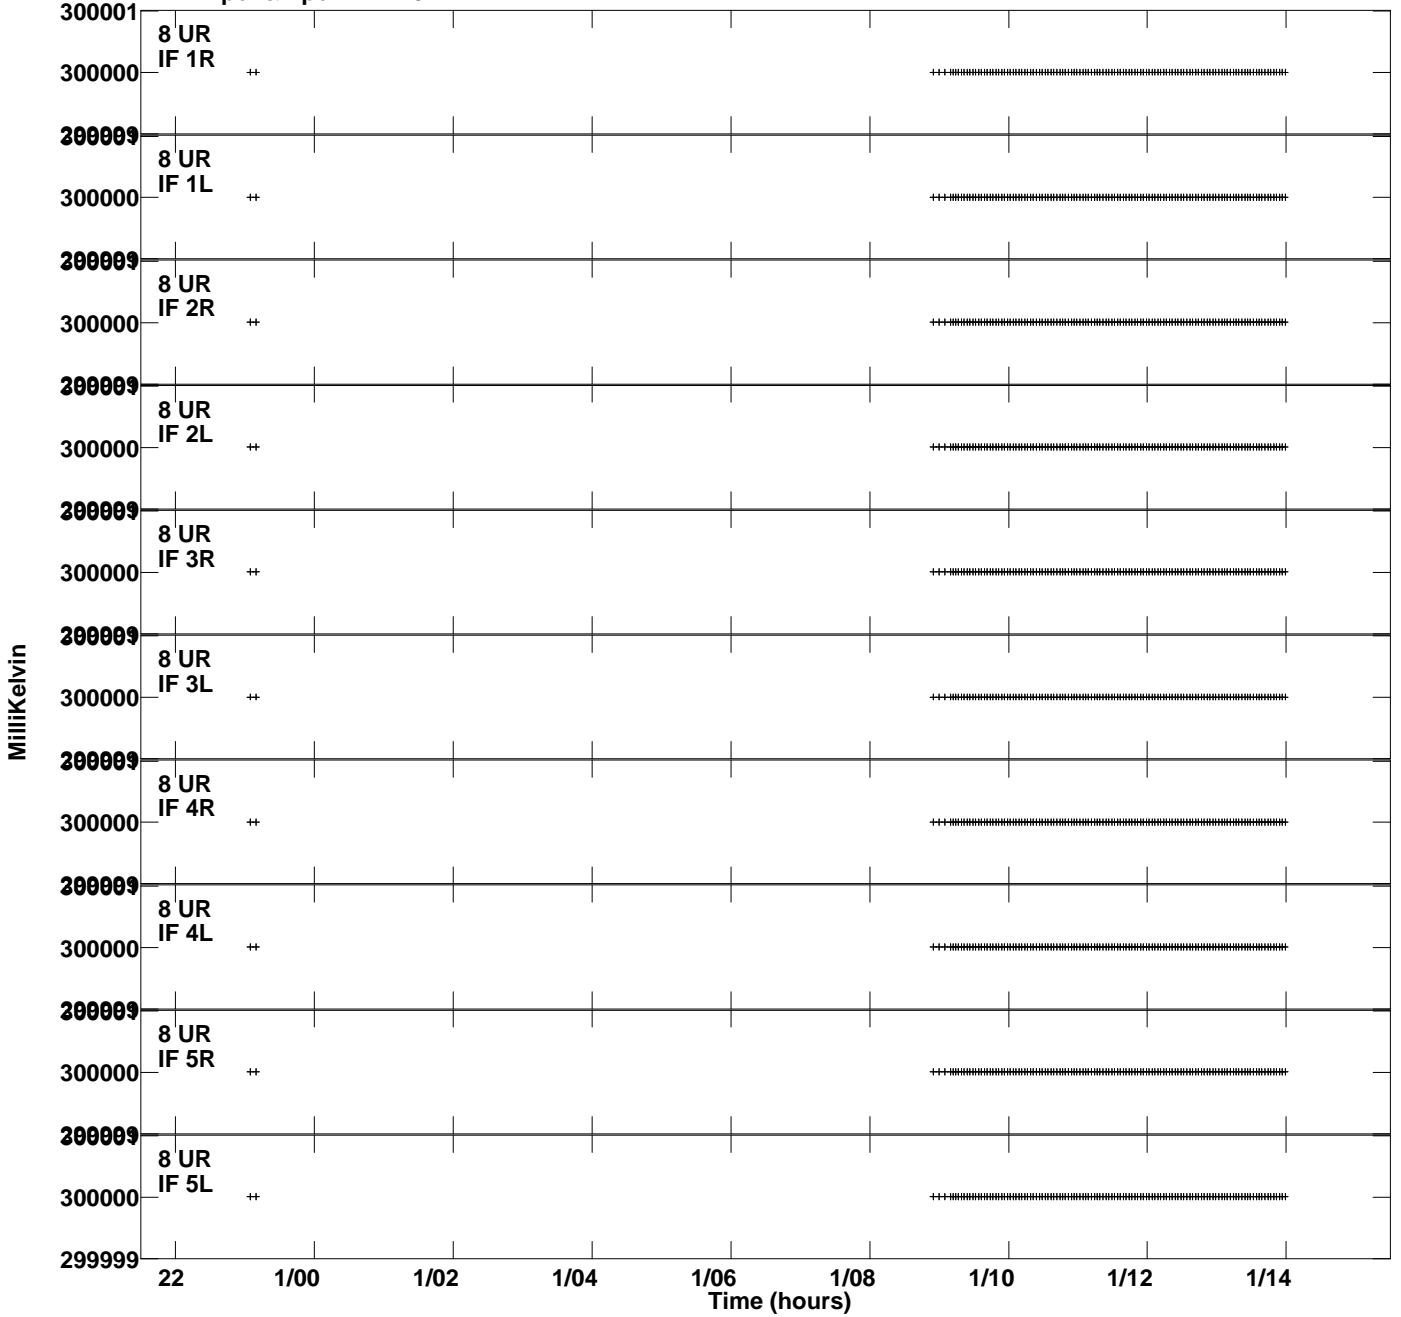 300001
8 UR
IF 1R
300000
8 UR
IF 1L
300000
8 UR
IF 2R
300000
8 UR
IF 2L
300000
8 UR
IF 3R
300000
8 UR
IF 3L
300000
8 UR
IF 4R
300000
8 UR
IF 4L
300000
8 UR
IF 5R
300000
8 UR
IF 5L
300000
299999
MilliKelvin
22 1/00 1/02 1/04 1/06 1/08 1/10 1/12 1/14
Time (hours)